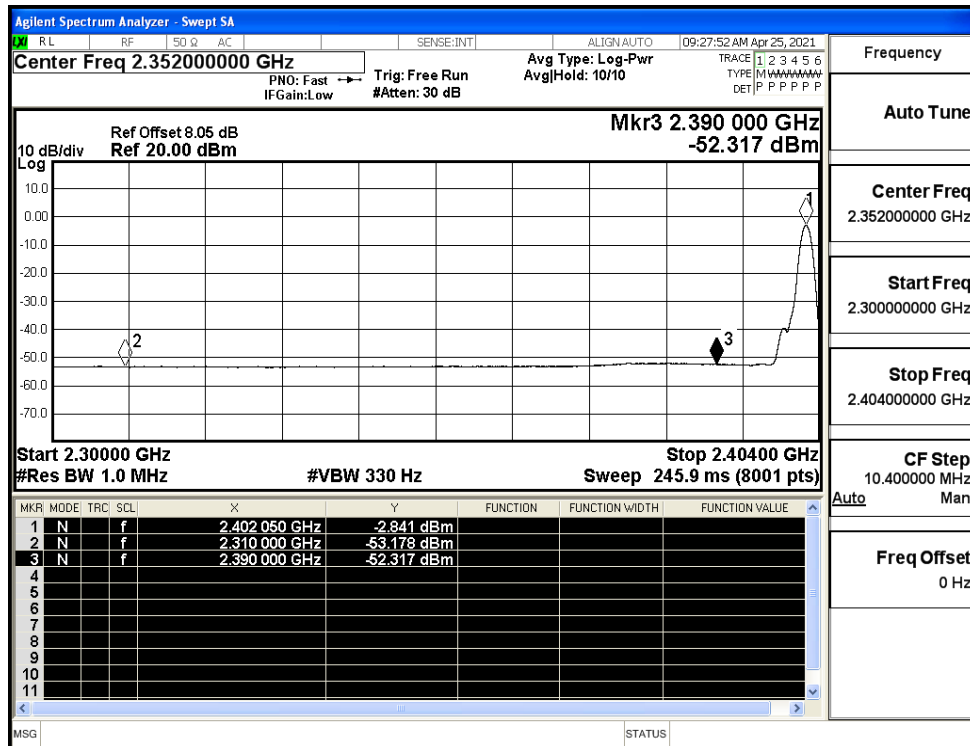 Agilent Spectrum Analyzer - Swept SA
LXI RL RF 50 Ω AC SENSE:INT ALIGN AUTO 09:27:52 AM Apr 25, 2021
Center Freq 2.352000000 GHz
PNO: Fast
IFGain:Low
Trig: Free Run
#Atten: 30 dB
Avg Type: Log-Pwr
Avg|Hold: 10/10
TRACE 1 2 3 4 5 6
TYPE M W W W W W
DET P P P P P P
Ref Offset 8.05 dB
10 dB/div Ref 20.00 dBm
Log
Mkr3 2.390 000 GHz
-52.317 dBm
10.0
0.00
-10.0
-20.0
-30.0
-40.0
-50.0
-60.0
-70.0
1
2
3
Start 2.30000 GHz Stop 2.40400 GHz
#Res BW 1.0 MHz #VBW 330 Hz Sweep 245.9 ms (8001 pts)
MKR MODE TRC SCL X Y FUNCTION FUNCTION WIDTH FUNCTION VALUE
1 N f 2.402 050 GHz -2.841 dBm
2 N f 2.310 000 GHz -53.178 dBm
3 N f 2.390 000 GHz -52.317 dBm
4
5
6
7
8
9
10
11
MSG STATUS
Frequency
Auto Tune
Center Freq
2.352000000 GHz
Start Freq
2.300000000 GHz
Stop Freq
2.404000000 GHz
CF Step
10.400000 MHz
Auto Man
Freq Offset
0 Hz